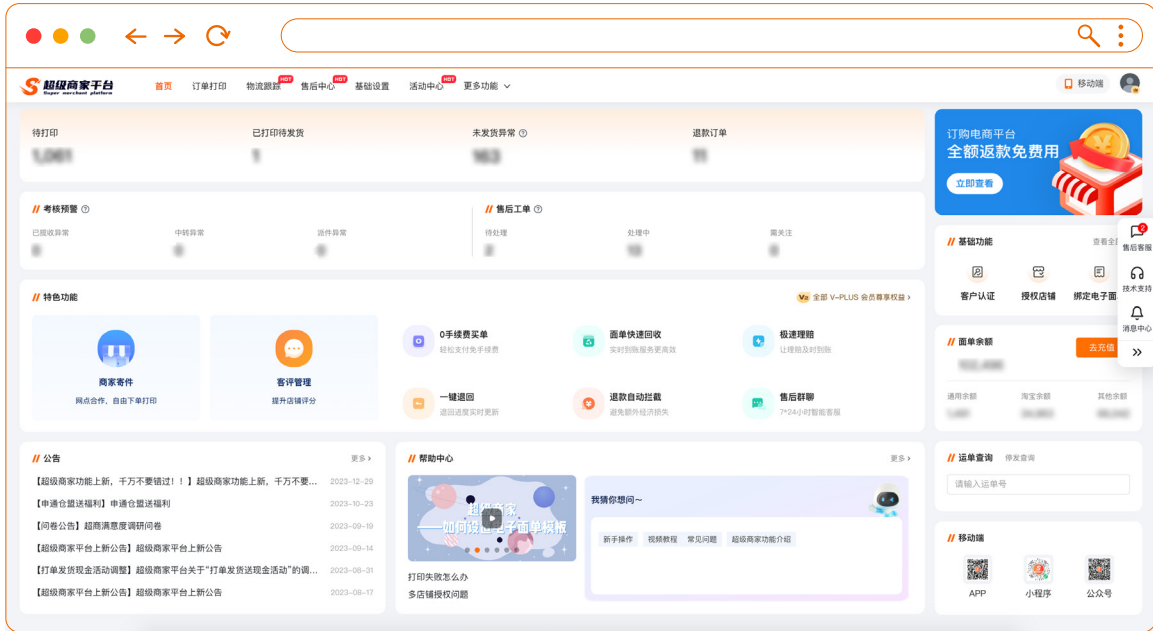 超级商家平台
Super merchant platform
首页 订单打印 物流跟踪 HOT 售后中心 HOT 基础设置 活动中心 HOT 更多功能
移动端
待打印 已打印待发货 未发货异常 退款订单
订购电商平台
全额返款免费用
立即查看
// 考核预警
已揽收异常 中转异常 派件异常
// 售后工单
待处理 处理中 需关注
// 基础功能 查看全
客户认证 授权店铺 绑定电子面
2
售后客服
技术支持
消息中心
// 特色功能
V2 全部 V-PLUS 会员尊享权益 >
商家寄件
网点合作，自由下单打印
客评管理
提升店铺评分
0手续费买单
轻松支付免手续费
面单快速回收
实时到账服务更高效
极速理赔
让理赔及时到账
一键退回
退回进度实时更新
退款自动拦截
避免额外经济损失
售后群聊
7*24小时智能客服
// 面单余额 去充值
通用余额 淘宝余额 其他余额
// 公告 更多 >
【超级商家功能上新，千万不要错过！！】超级商家功能上新，千万不要... 2023-12-29
【申通仓盟送福利】申通仓盟送福利 2023-10-23
【问卷公告】超商满意度调研问卷 2023-09-19
【超级商家平台上新公告】超级商家平台上新公告 2023-09-14
【打单发货现金活动调整】超级商家平台关于“打单发货送现金活动”的调... 2023-08-31
【超级商家平台上新公告】超级商家平台上新公告 2023-08-17
// 帮助中心 更多 >
超级商家
——如何设置电子面单模板
打印失败怎么办
多店铺授权问题
我猜你想问~
新手操作 视频教程 常见问题 超级商家功能介绍
// 运单查询 停发查询
请输入运单号
// 移动端
APP 小程序 公众号